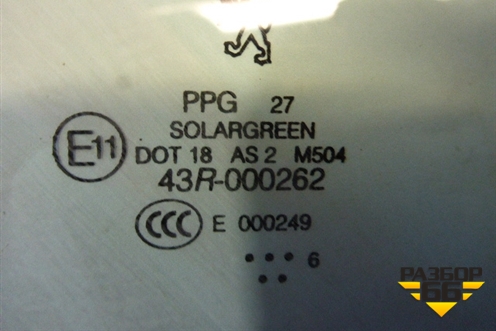 PPG 27
SOLARGREEN
E11
DOT 18 AS 2 M504
43R-000262
CCC E 000249
••• 6
••
РАЗБОР
66